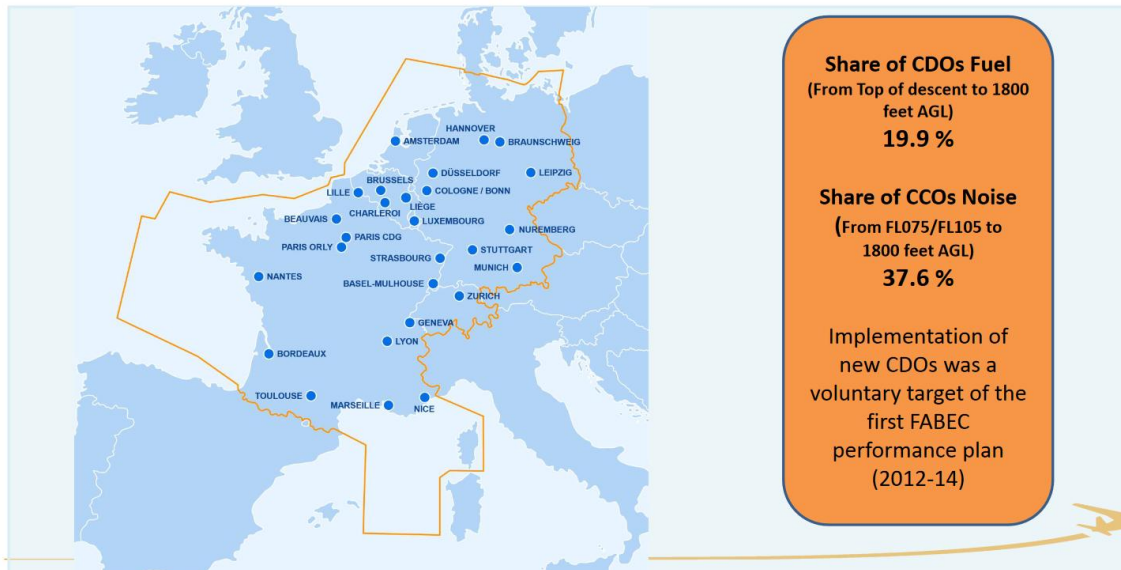 HANNOVER
AMSTERDAM
BRAUNSCHWEIG
DÜSSELDORF
LEIPZIG
BRUSSELS
COLOGNE / BONN
LILLE
LIÈGE
CHARLEROI
BEAUVAIS
LUXEMBOURG
NUREMBERG
PARIS CDG
PARIS ORLY
STUTTGART
STRASBOURG
MUNICH
NANTES
BASEL-MULHOUSE
ZURICH
GENEVA
LYON
BORDEAUX
TOULOUSE
MARSEILLE
NICE
Share of CDOs Fuel
(From Top of descent to 1800
feet AGL)
19.9 %
Share of CCOs Noise
(From FL075/FL105 to
1800 feet AGL)
37.6 %
Implementation of
new CDOs was a
voluntary target of the
first FABEC
performance plan
(2012-14)